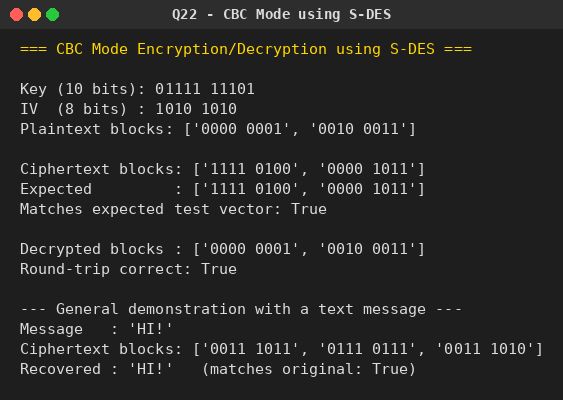 Q22 - CBC Mode using S-DES
=== CBC Mode Encryption/Decryption using S-DES ===
Key (10 bits): 01111 11101
IV  (8 bits) : 1010 1010
Plaintext blocks: ['0000 0001', '0010 0011']
Ciphertext blocks: ['1111 0100', '0000 1011']
Expected         : ['1111 0100', '0000 1011']
Matches expected test vector: True
Decrypted blocks : ['0000 0001', '0010 0011']
Round-trip correct: True
--- General demonstration with a text message ---
Message   : 'HI!'
Ciphertext blocks: ['0011 1011', '0111 0111', '0011 1010']
Recovered : 'HI!'   (matches original: True)